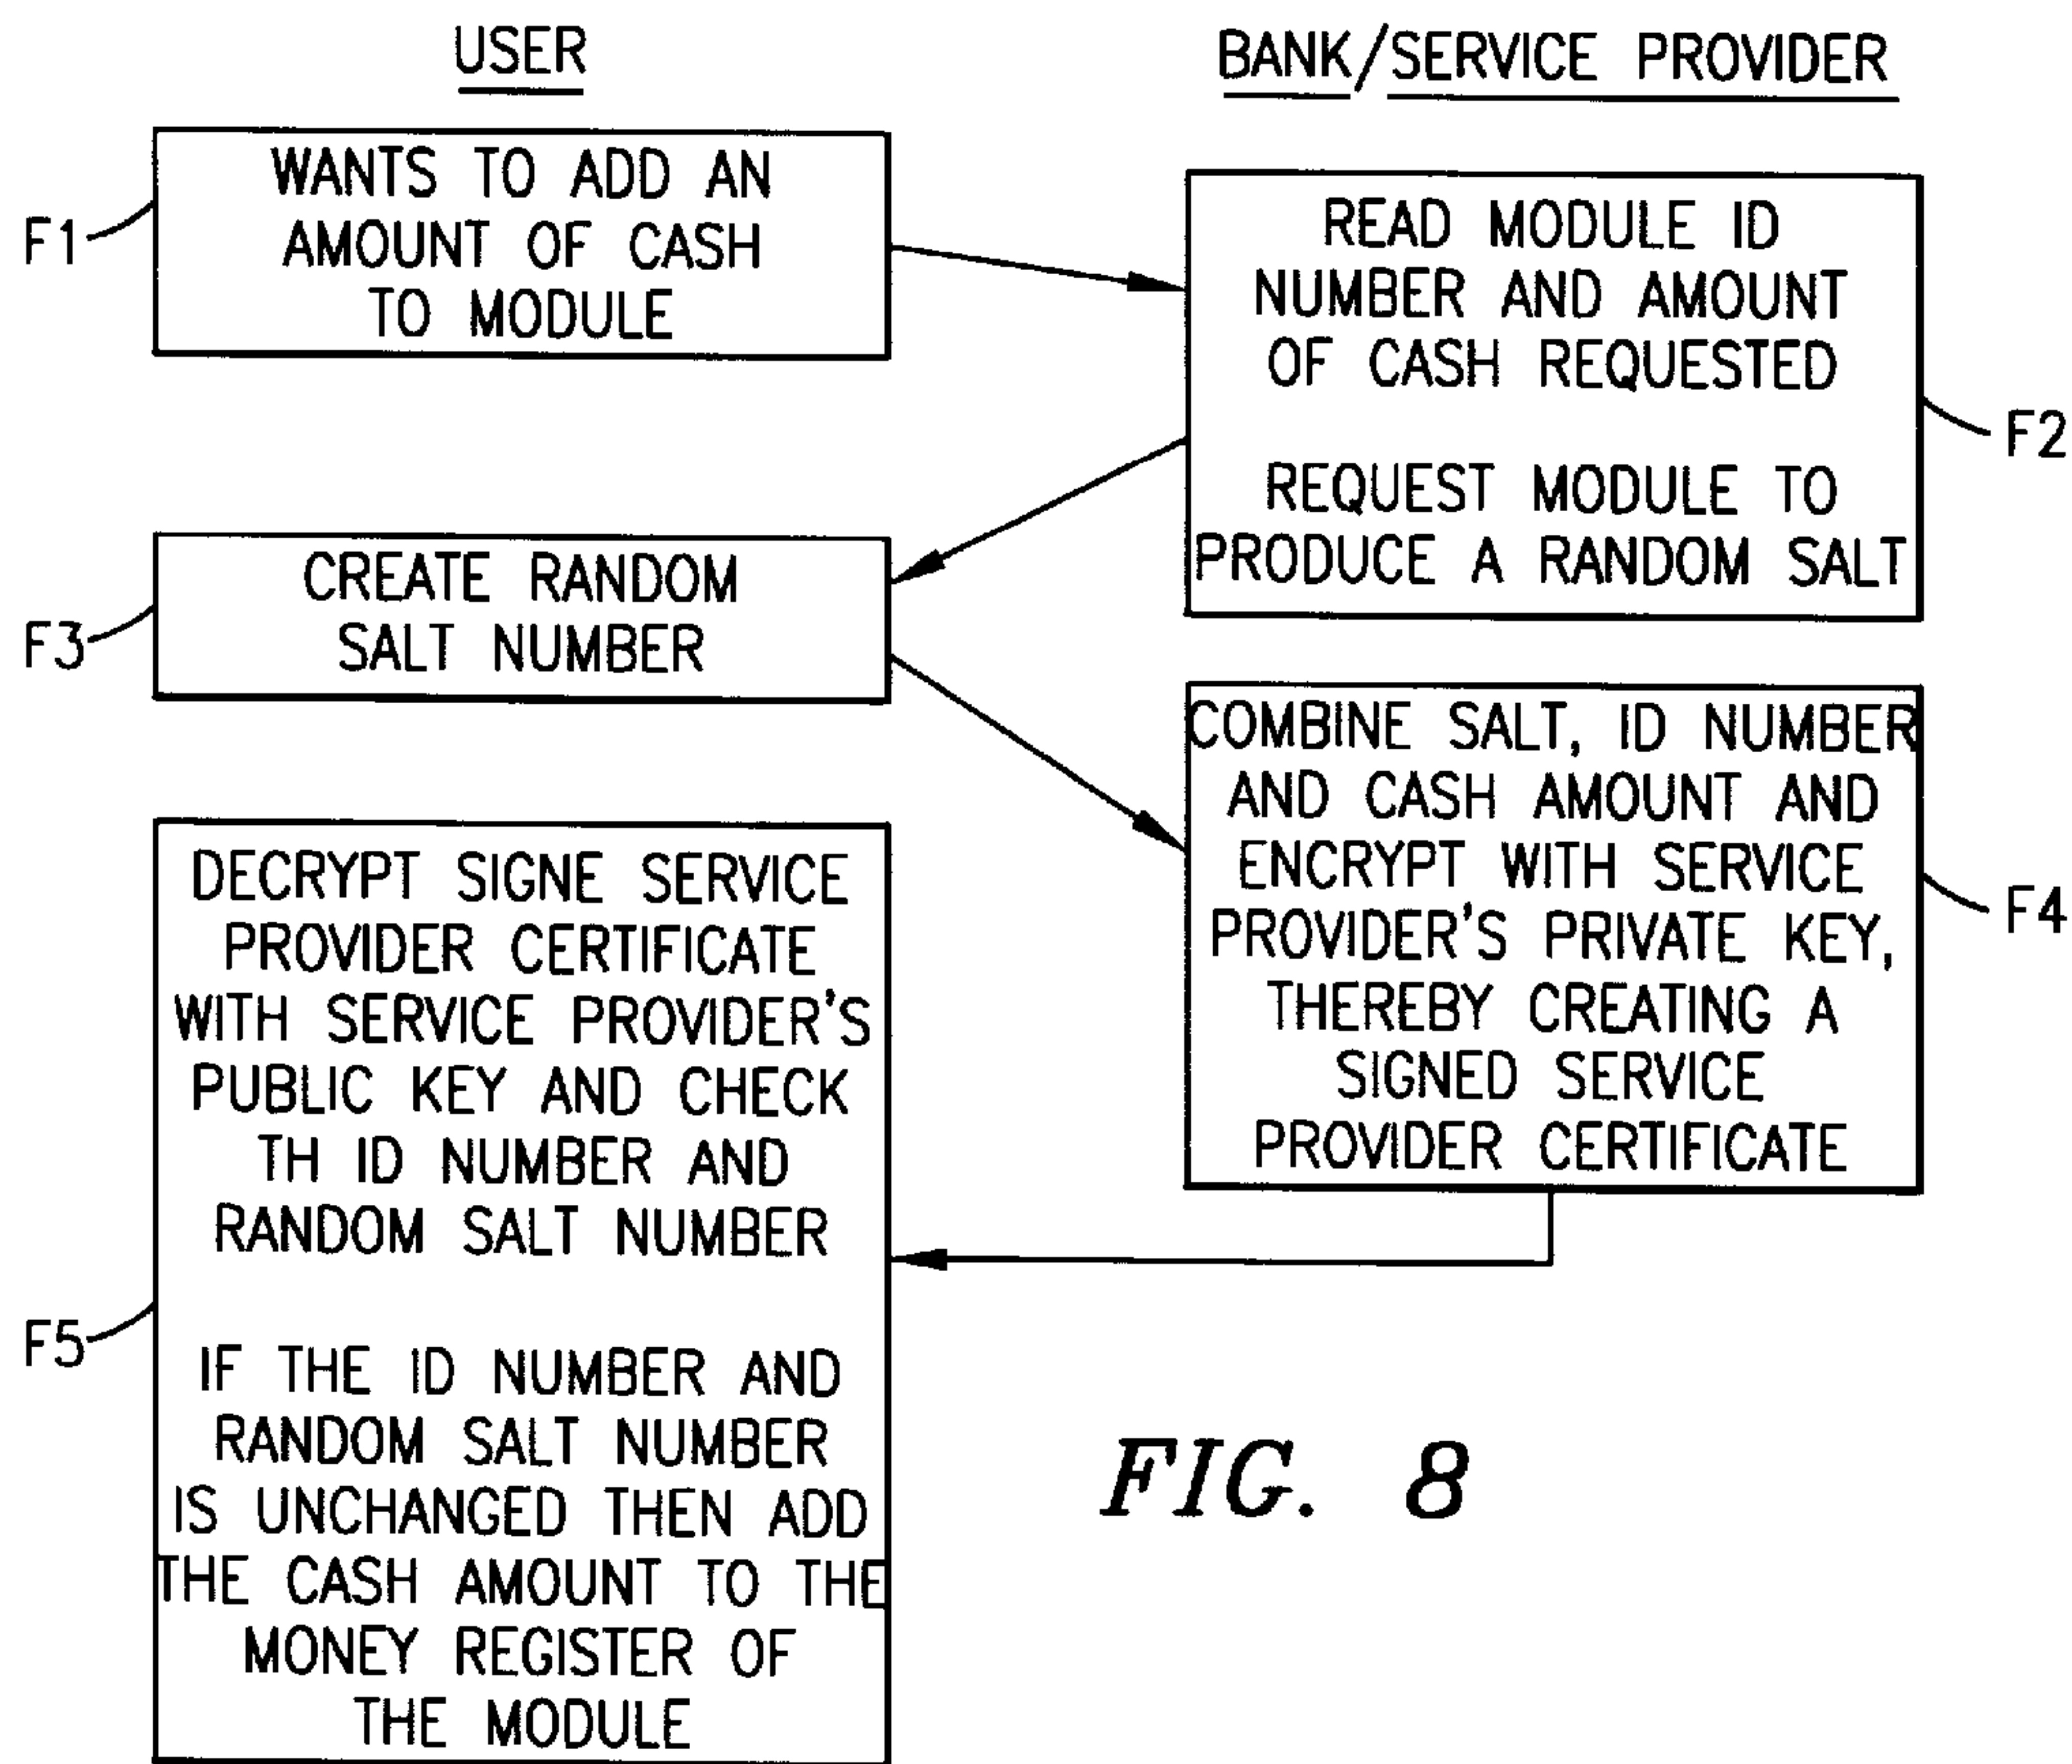 USER
BANK/SERVICE PROVIDER
F1
WANTS TO ADD AN
AMOUNT OF CASH
TO MODULE
READ MODULE ID
NUMBER AND AMOUNT
OF CASH REQUESTED
REQUEST MODULE TO
PRODUCE A RANDOM SALT
F2
F3
CREATE RANDOM
SALT NUMBER
COMBINE SALT, ID NUMBER
AND CASH AMOUNT AND
ENCRYPT WITH SERVICE
PROVIDER'S PRIVATE KEY,
THEREBY CREATING A
SIGNED SERVICE
PROVIDER CERTIFICATE
F4
F5
DECRYPT SIGNE SERVICE
PROVIDER CERTIFICATE
WITH SERVICE PROVIDER'S
PUBLIC KEY AND CHECK
TH ID NUMBER AND
RANDOM SALT NUMBER
IF THE ID NUMBER AND
RANDOM SALT NUMBER
IS UNCHANGED THEN ADD
THE CASH AMOUNT TO THE
MONEY REGISTER OF
THE MODULE
FIG. 8